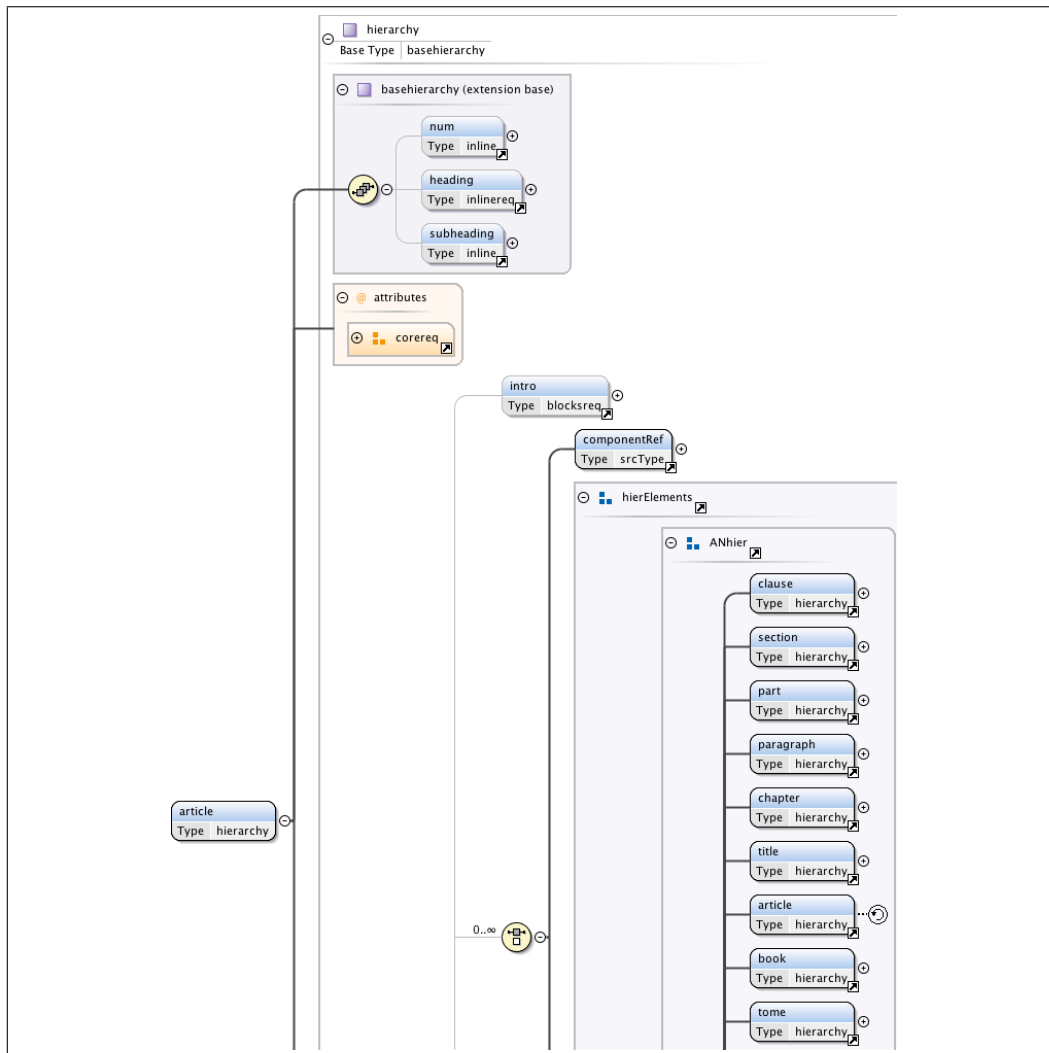 hierarchy
Base Type basehierarchy
basehierarchy (extension base)
num
Type inline
heading
Type inlinereq
subheading
Type inline
@ attributes
corereq
intro
Type blocksreq
componentRef
Type srcType
hierElements
ANhier
clause
Type hierarchy
section
Type hierarchy
part
Type hierarchy
paragraph
Type hierarchy
chapter
Type hierarchy
article
Type hierarchy
title
Type hierarchy
article
Type hierarchy
0..∞
book
Type hierarchy
tome
Type hierarchy